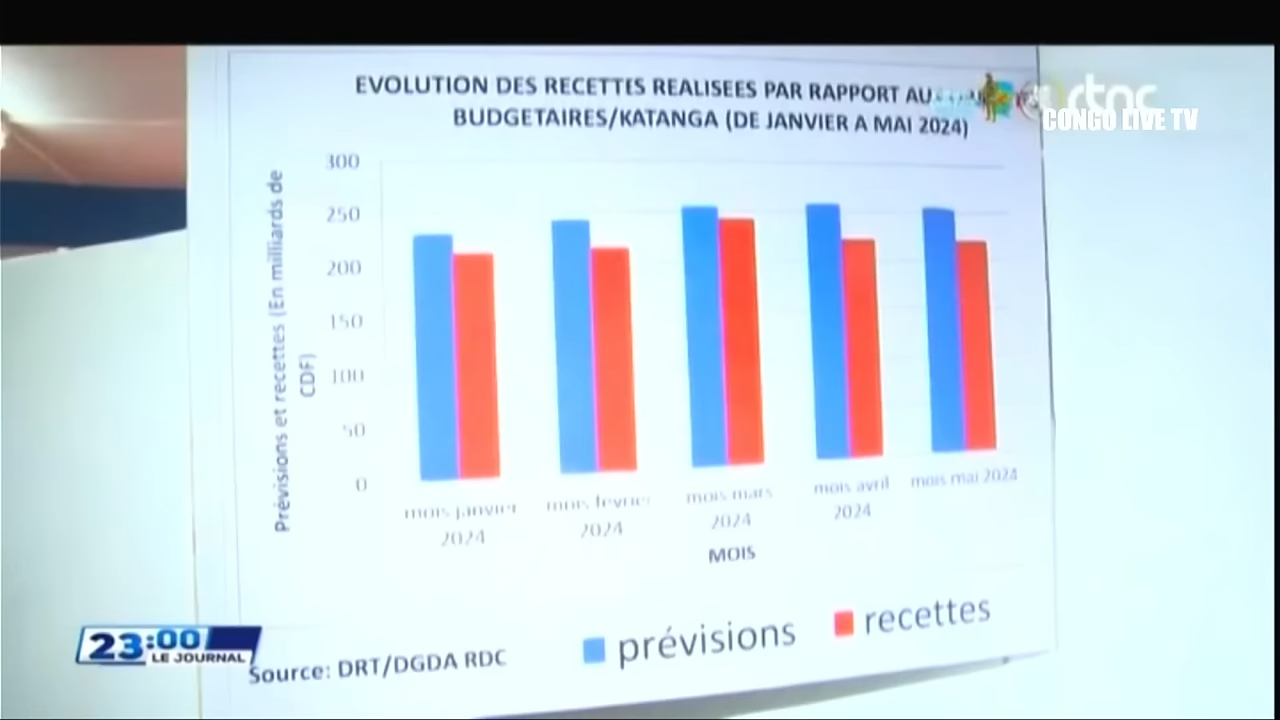 rtnc
CONGO LIVE TV
EVOLUTION DES RECETTES REALISEES PAR RAPPORT AU
BUDGETAIRES/KATANGA (DE JANVIER A MAI 2024)
Prévisions et recettes (En milliards de
CDF)
300
250
200
150
100
50
0
mois janvier
2024
mois fevrier
2024
mois mars
2024
mois avril
2024
mois mai 2024
MOIS
prévisions
recettes
Source: DRT/DGDA RDC
23:00
LE JOURNAL